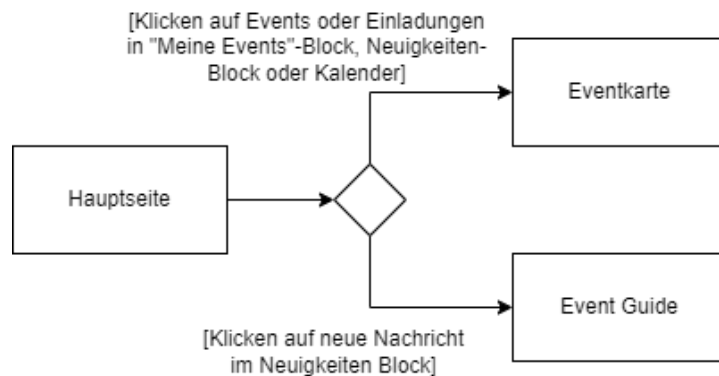 [Klicken auf Events oder Einladungen
in "Meine Events"-Block, Neuigkeiten-
Block oder Kalender]
Eventkarte
Hauptseite
Event Guide
[Klicken auf neue Nachricht
im Neuigkeiten Block]